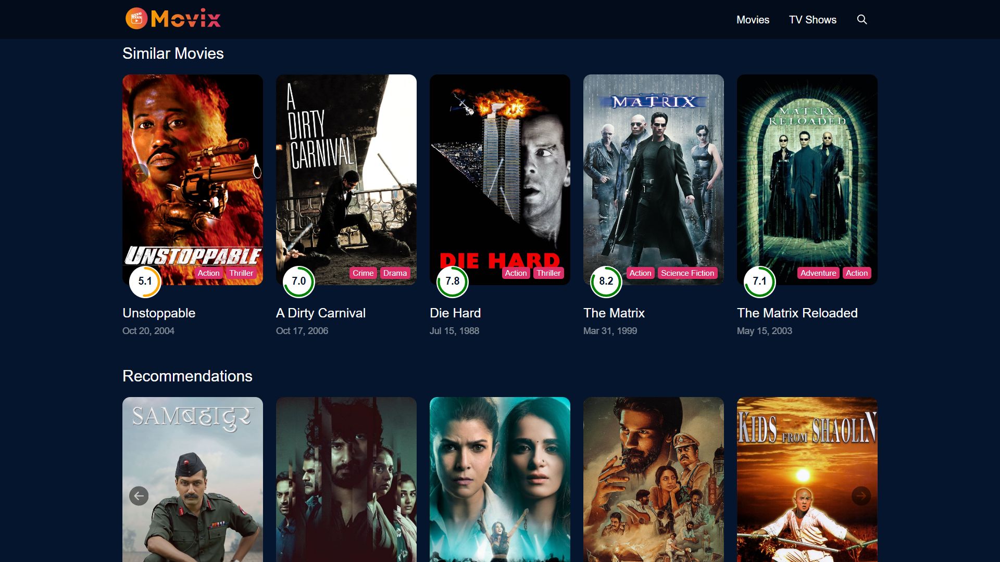 Movix
Movies
TV Shows
Similar Movies
UNSTOPPABLE
5.1
Action
Thriller
Unstoppable
Oct 20, 2004
A
DIRTY
CARNIVAL
7.0
Crime
Drama
A Dirty Carnival
Oct 17, 2006
DIE HARD
7.8
Action
Thriller
Die Hard
Jul 15, 1988
MATRIX
8.2
Action
Science Fiction
The Matrix
Mar 31, 1999
MATRIX
RELOADED
7.1
Adventure
Action
The Matrix Reloaded
May 15, 2003
Recommendations
SAMबहादुर
KIDS FROM SHAOLIN